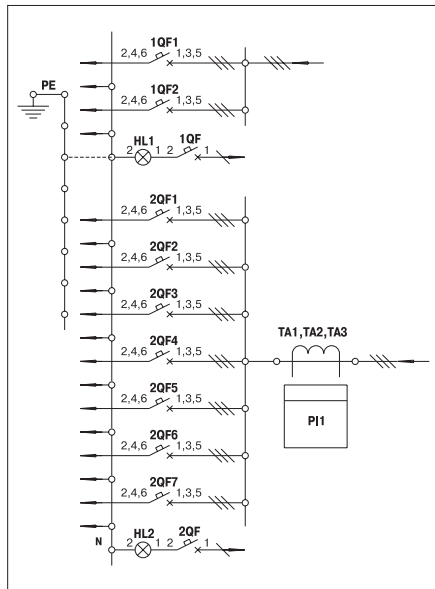 1QF1
2,4,6 1,3,5
PE
1QF2
2,4,6 1,3,5
HL1 1QF
2 1 2 1
2QF1
2,4,6 1,3,5
2QF2
2,4,6 1,3,5
2QF3
2,4,6 1,3,5
TA1,TA2,TA3
2QF4
2,4,6 1,3,5
2QF5
2,4,6 1,3,5
PI1
2QF6
2,4,6 1,3,5
2QF7
2,4,6 1,3,5
HL2 2QF
N 2 1 2 1